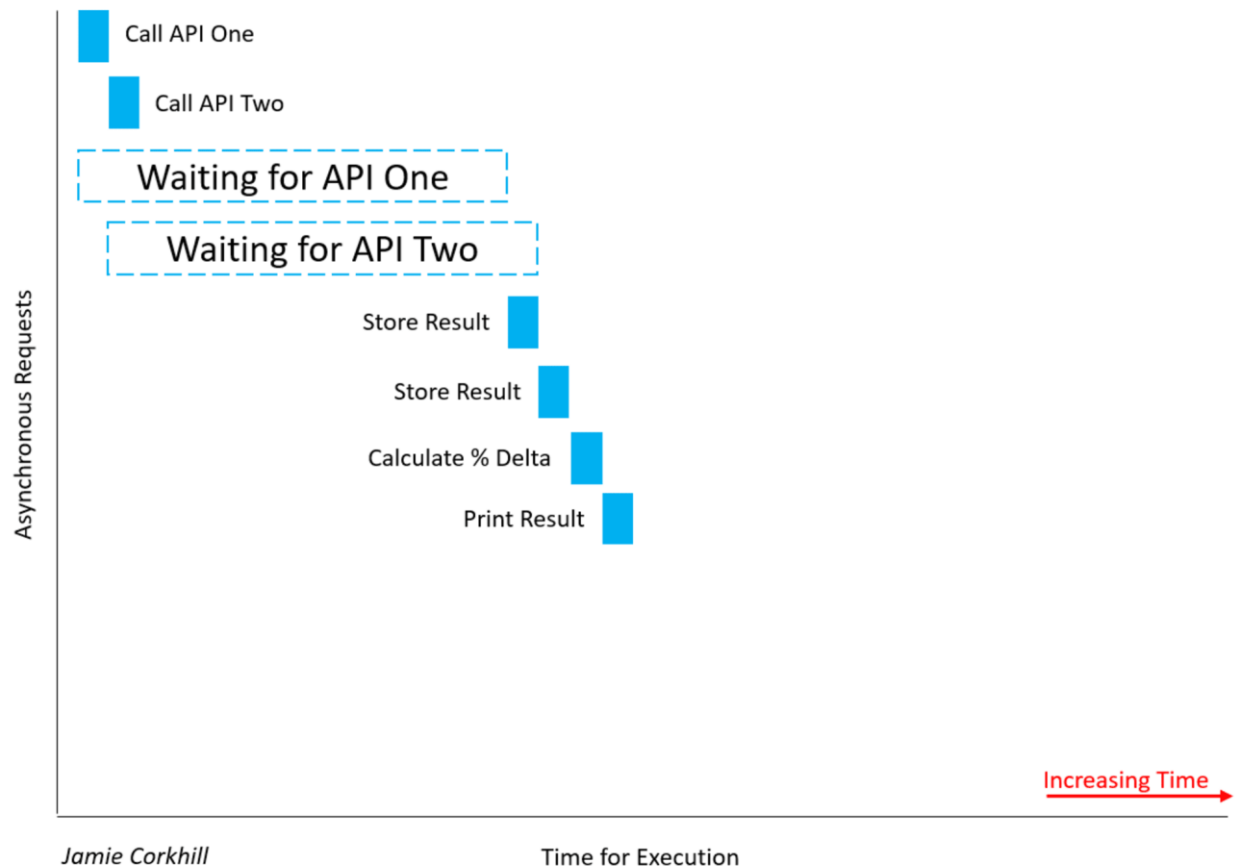 Call API One
Call API Two
Waiting for API One
Waiting for API Two
Store Result
Store Result
Calculate % Delta
Print Result
Asynchronous Requests
Increasing Time
Jamie Corkhill
Time for Execution